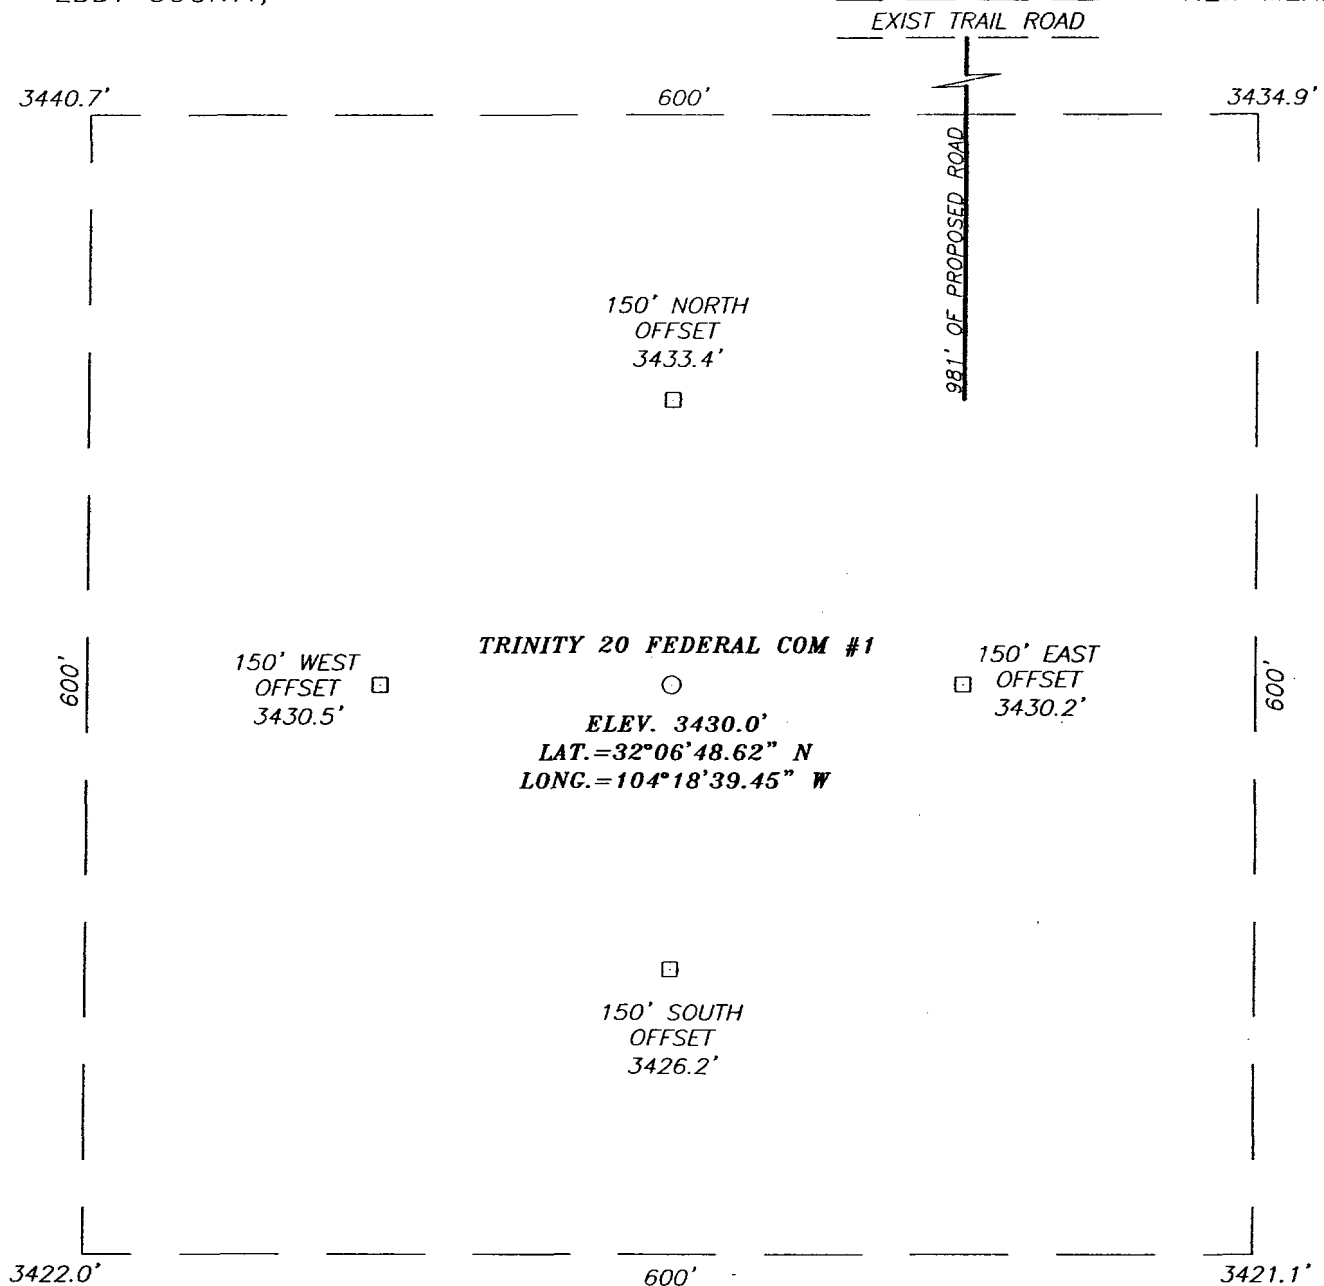 EXIST TRAIL ROAD
3440.7'
600'
3434.9'
981' OF PROPOSED ROAD
150' NORTH
OFFSET
3433.4'
TRINITY 20 FEDERAL COM #1
150' WEST
OFFSET
3430.5'
150' EAST
OFFSET
3430.2'
600'
600'
ELEV. 3430.0'
LAT.=32°06'48.62" N
LONG.=104°18'39.45" W
150' SOUTH
OFFSET
3426.2'
3422.0'
600'
3421.1'